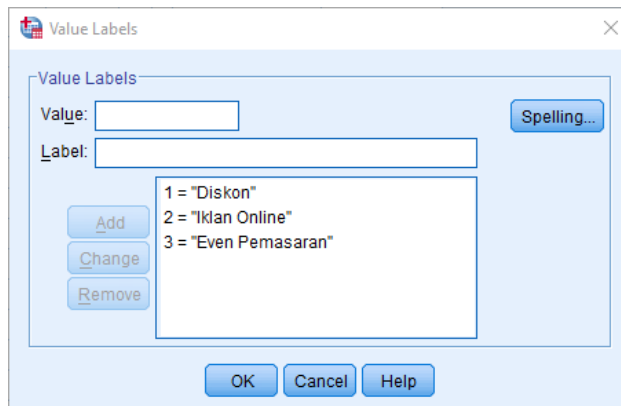 Value Labels
Value Labels
Value:
Spelling...
Label:
1 = "Diskon"
2 = "Iklan Online"
3 = "Even Pemasaran"
Add
Change
Remove
OK Cancel Help